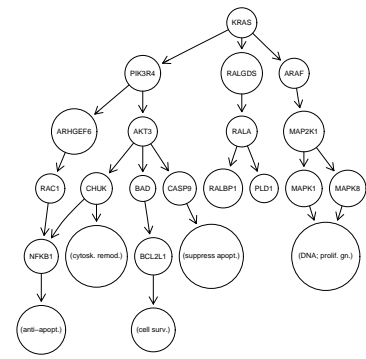 KRAS
PIK3R4
RALGDS
ARAF
ARHGEF6
AKT3
RALA
MAP2K1
RAC1
CHUK
BAD
CASP9
RALBP1
PLD1
MAPK1
MAPK8
NFKB1
(cytosk. remod.)
BCL2L1
(suppress apopt.)
(DNA; prolif. gn.)
(anti−apopt.)
(cell surv.)